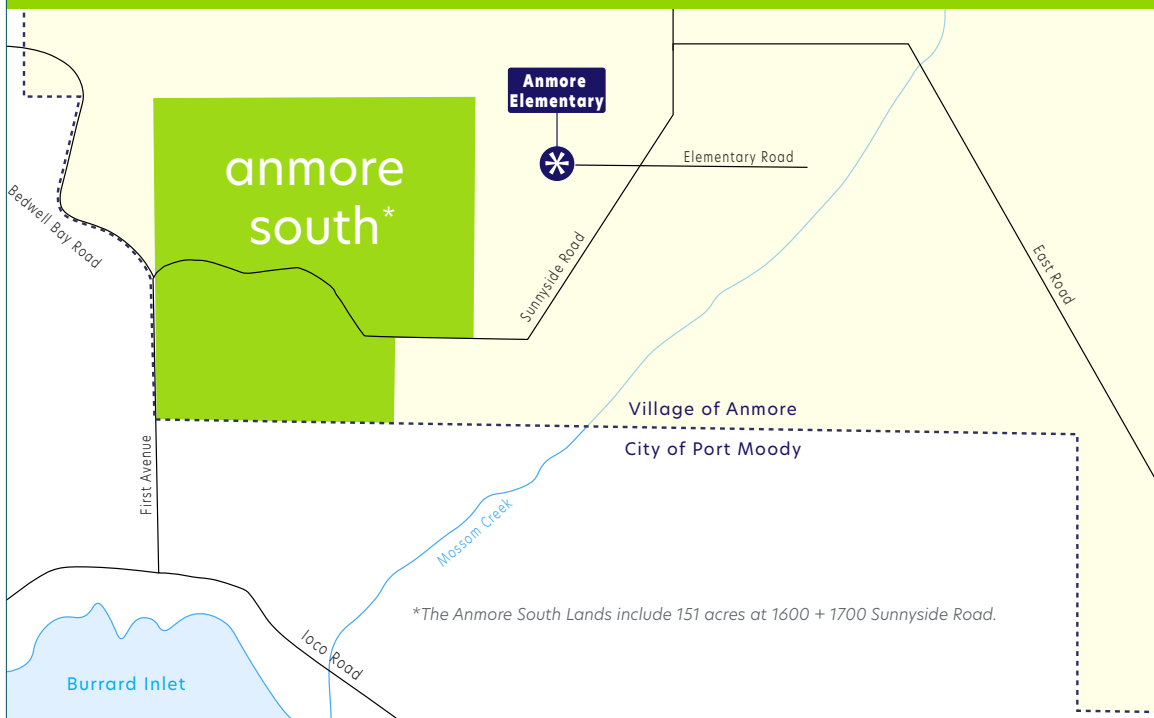 Anmore
Elementary
Elementary Road
anmore
south*
Bedwell Bay Road
Sunnyside Road
East Road
Village of Anmore
City of Port Moody
First Avenue
Mossom Creek
*The Anmore South Lands include 151 acres at 1600 + 1700 Sunnyside Road.
Ioco Road
Burrard Inlet